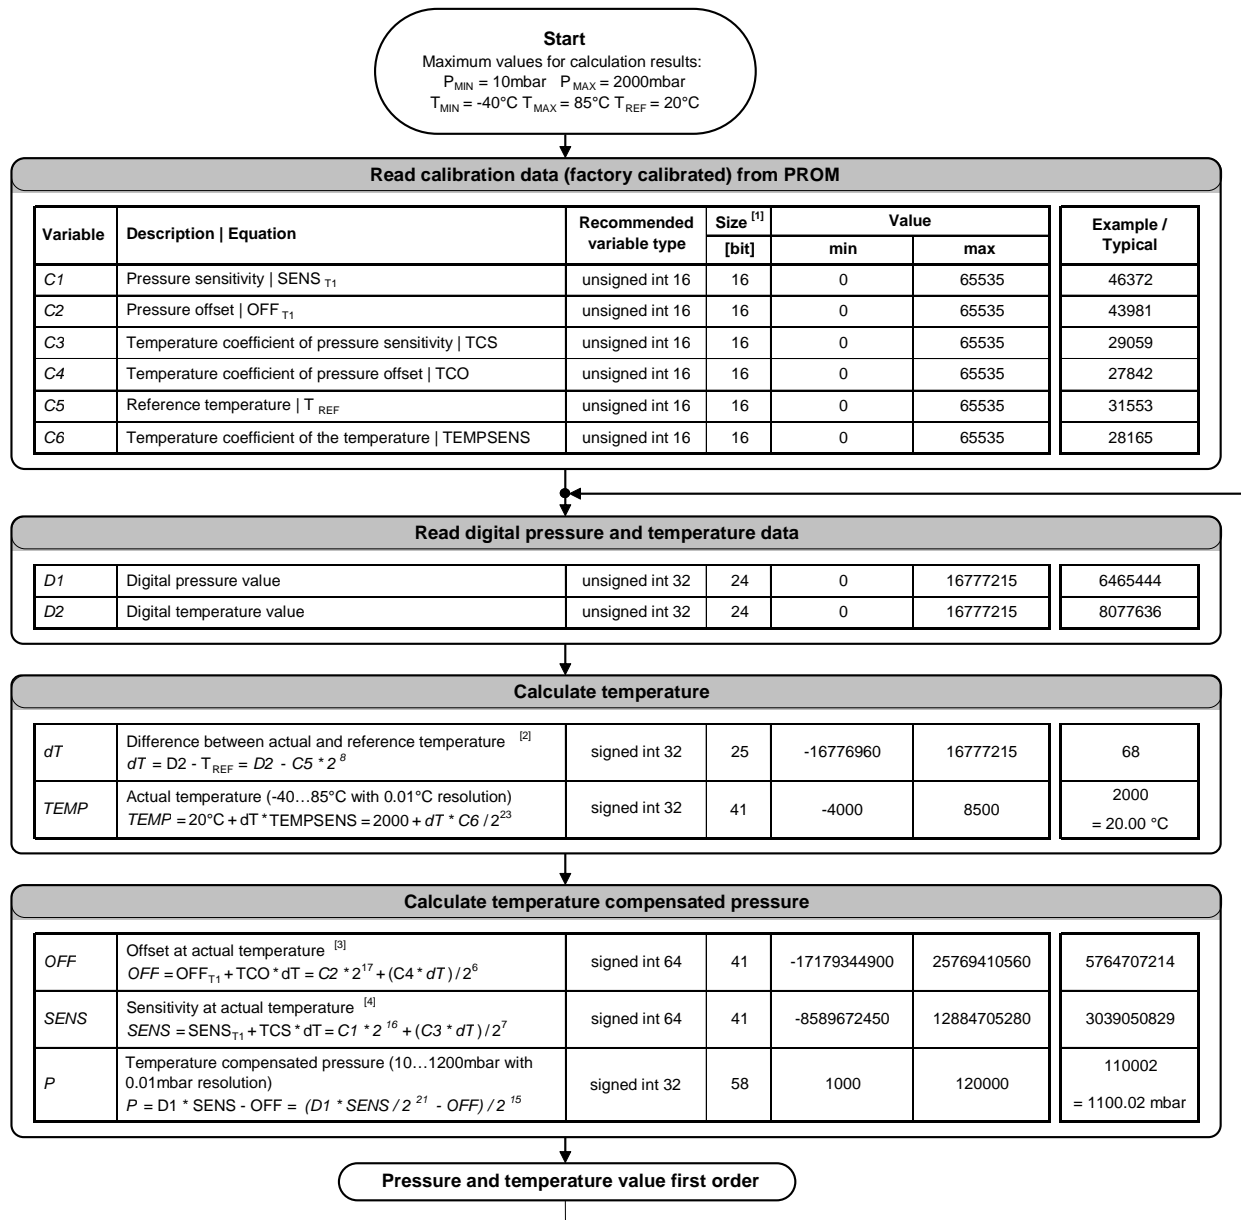 Start
Maximum values for calculation results:
P MIN = 10mbar P MAX = 2000mbar
T MIN = -40°C T MAX = 85°C T REF = 20°C
Read calibration data (factory calibrated) from PROM
Variable Description | Equation Recommended variable type Size [1] [bit] Value min max Example / Typical
C1 Pressure sensitivity | SENS T1 unsigned int 16 16 0 65535 46372
C2 Pressure offset | OFF T1 unsigned int 16 16 0 65535 43981
C3 Temperature coefficient of pressure sensitivity | TCS unsigned int 16 16 0 65535 29059
C4 Temperature coefficient of pressure offset | TCO unsigned int 16 16 0 65535 27842
C5 Reference temperature | T REF unsigned int 16 16 0 65535 31553
C6 Temperature coefficient of the temperature | TEMPSENS unsigned int 16 16 0 65535 28165
Read digital pressure and temperature data
D1 Digital pressure value unsigned int 32 24 0 16777215 6465444
D2 Digital temperature value unsigned int 32 24 0 16777215 8077636
Calculate temperature
Difference between actual and reference temperature [2]
dT signed int 32 25 -16776960 16777215 68
dT = D2 - T REF = D2 - C5 * 2^8
Actual temperature (-40…85°C with 0.01°C resolution) 2000
TEMP signed int 32 41 -4000 8500
TEMP = 20°C + dT * TEMPSENS = 2000 + dT * C6 / 2^23 = 20.00 °C
Calculate temperature compensated pressure
Offset at actual temperature [3]
OFF signed int 64 41 -17179344900 25769410560 5764707214
OFF = OFF T1 + TCO * dT = C2 * 2^17 + (C4 * dT) / 2^6
Sensitivity at actual temperature [4]
SENS signed int 64 41 -8589672450 12884705280 3039050829
SENS = SENS T1 + TCS * dT = C1 * 2^16 + (C3 * dT) / 2^7
Temperature compensated pressure (10…1200mbar with 110002
0.01mbar resolution)
P signed int 32 58 1000 120000
P = D1 * SENS - OFF = (D1 * SENS / 2^21 - OFF) / 2^15 = 1100.02 mbar
Pressure and temperature value first order